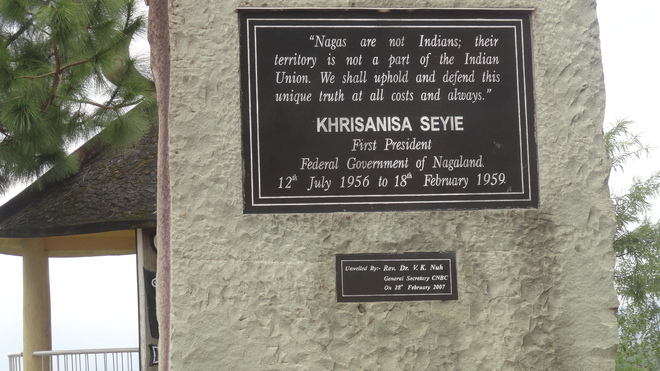 "Nagas are not Indians; their
territory is not a part of the Indian
Union. We shall uphold and defend this
unique truth at all costs and always."
KHRISANISA SEYIE
First President
Federal Government of Nagaland.
12th July 1956 to 18th February 1959.
Unveiled By:- Rev. Dr. V. K. Nuh
General Secretary CNBC
On 28th February 2007